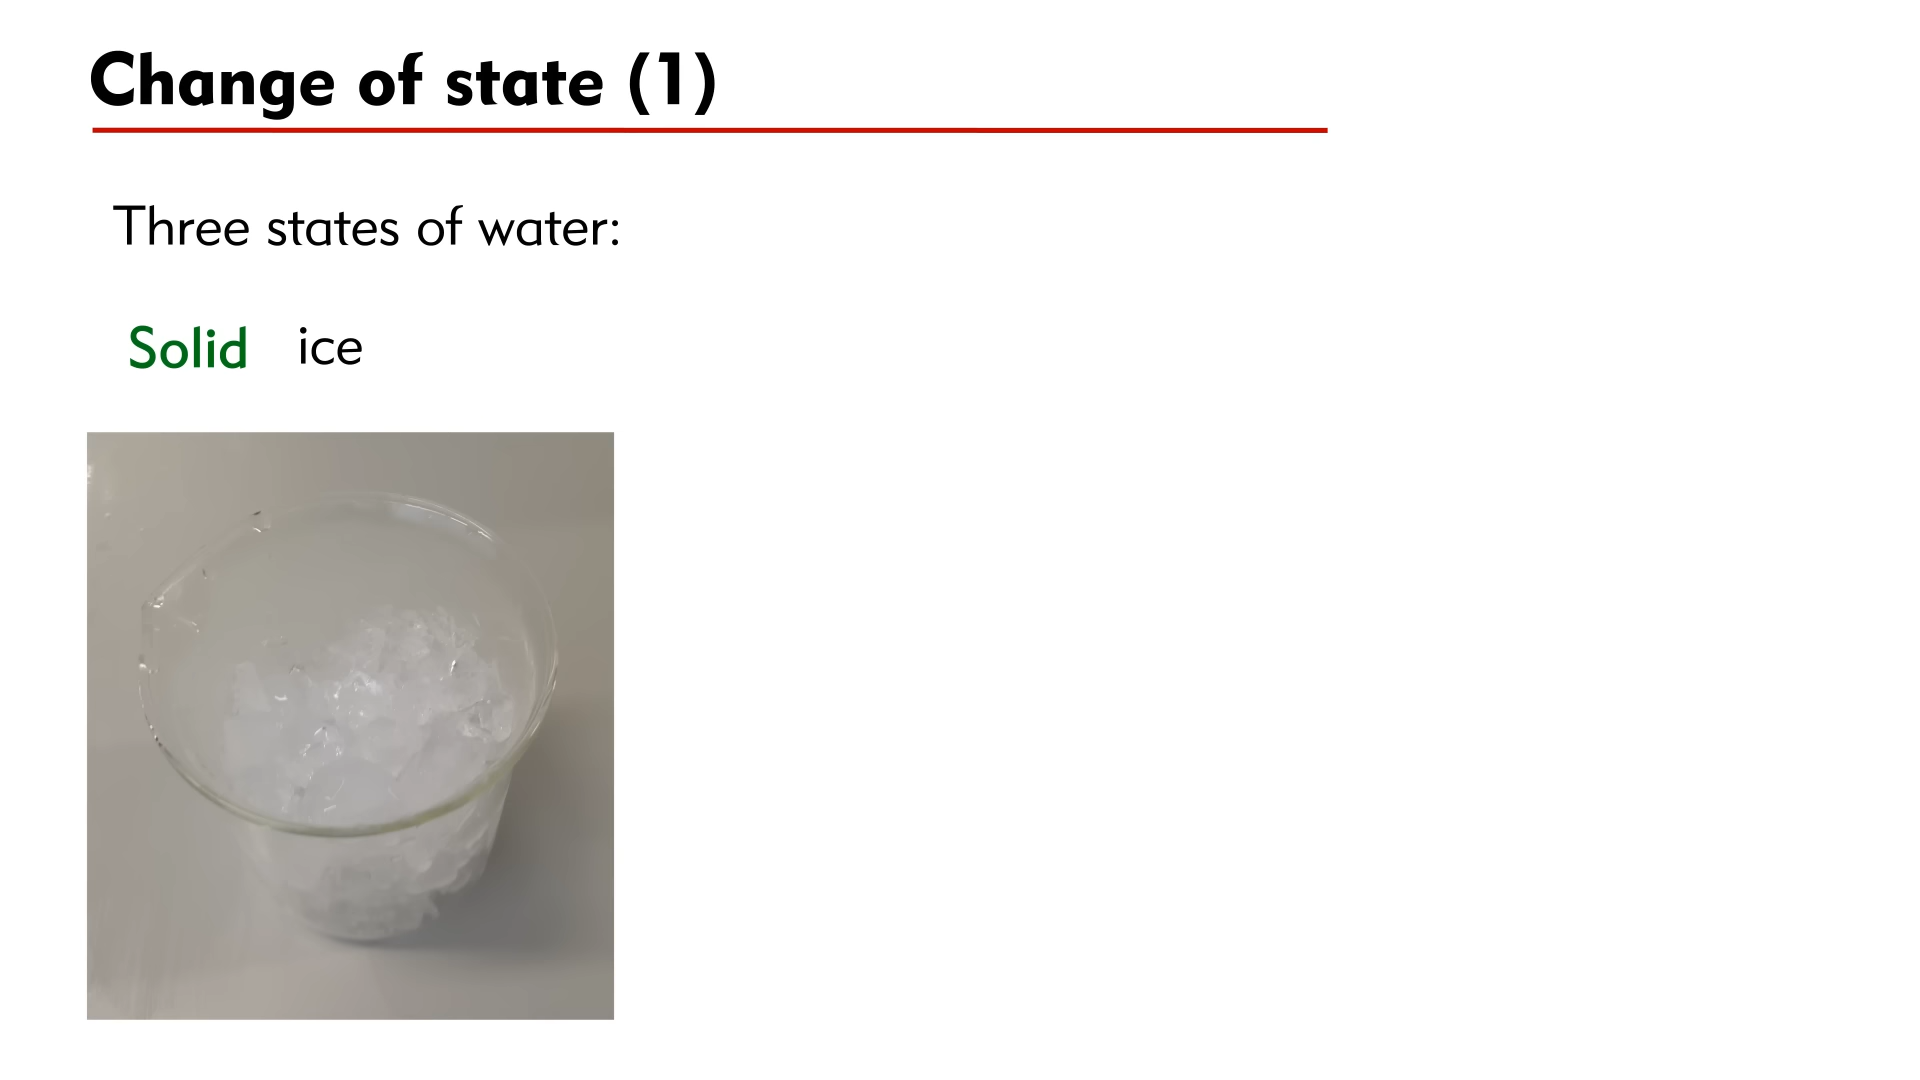 Change of state (1)
Three states of water:
Solid ice